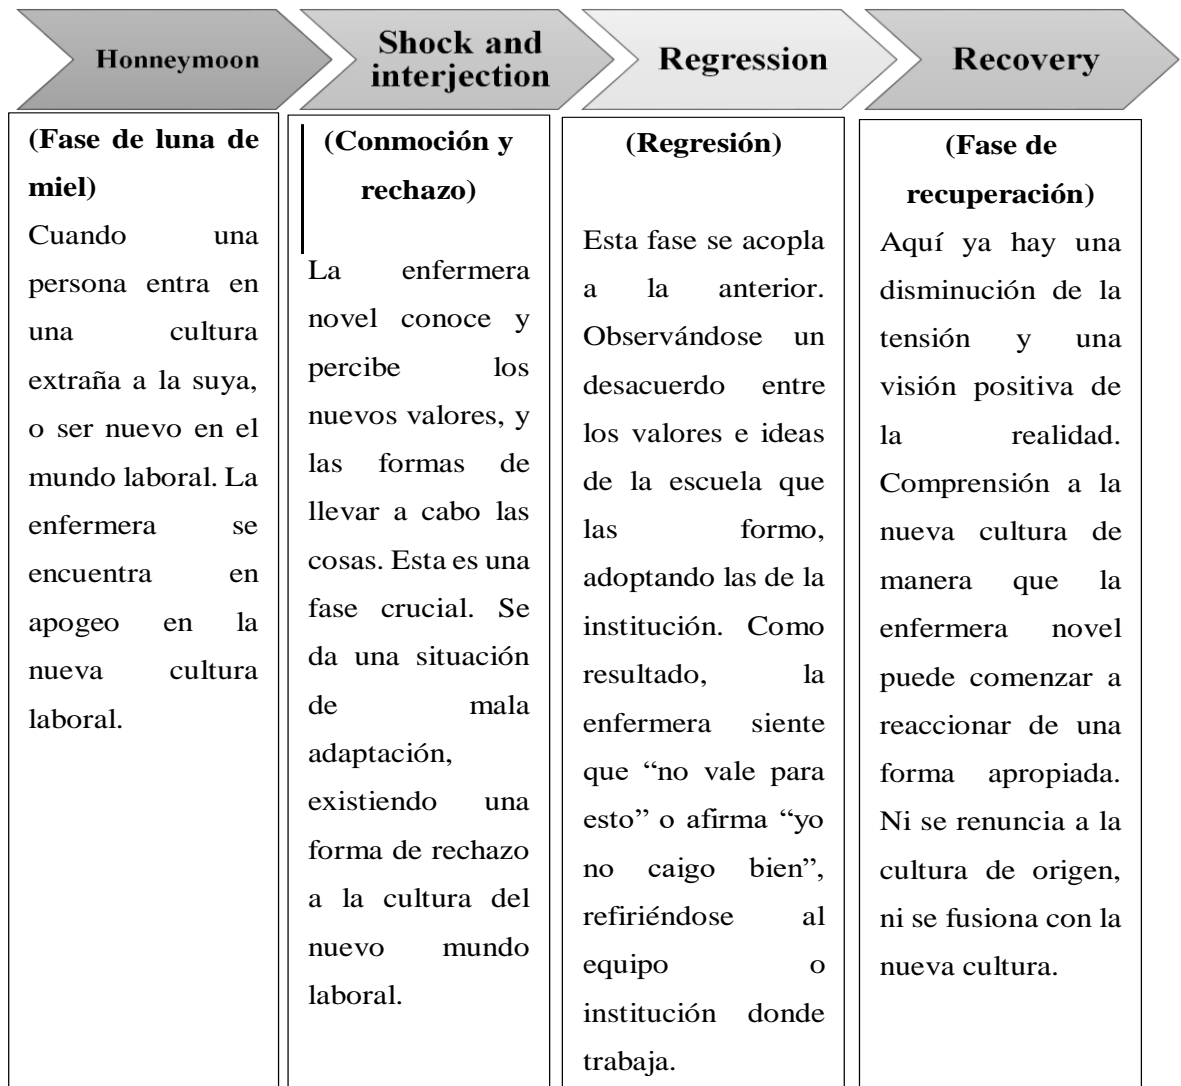 Honneymoon
Shock and
interjection
Regression
Recovery
(Fase de luna de
miel)
Cuando una
persona entra en
una cultura
extraña a la suya,
o ser nuevo en el
mundo laboral. La
enfermera se
encuentra en
apogeo en la
nueva cultura
laboral.
(Conmoción y
rechazo)
La enfermera
novel conoce y
percibe los
nuevos valores, y
las formas de
llevar a cabo las
cosas. Esta es una
fase crucial. Se
da una situación
de mala
adaptación,
existiendo una
forma de rechazo
a la cultura del
nuevo mundo
laboral.
(Regresión)
Esta fase se acopla
a la anterior.
Observándose un
desacuerdo entre
los valores e ideas
de la escuela que
las formo,
adoptando las de la
institución. Como
resultado, la
enfermera siente
que “no vale para
esto” o afirma “yo
no caigo bien”,
refiriéndose al
equipo o
institución donde
trabaja.
(Fase de
recuperación)
Aquí ya hay una
disminución de la
tensión y una
visión positiva de
la realidad.
Comprensión a la
nueva cultura de
manera que la
enfermera novel
puede comenzar a
reaccionar de una
forma apropiada.
Ni se renuncia a la
cultura de origen,
ni se fusiona con la
nueva cultura.